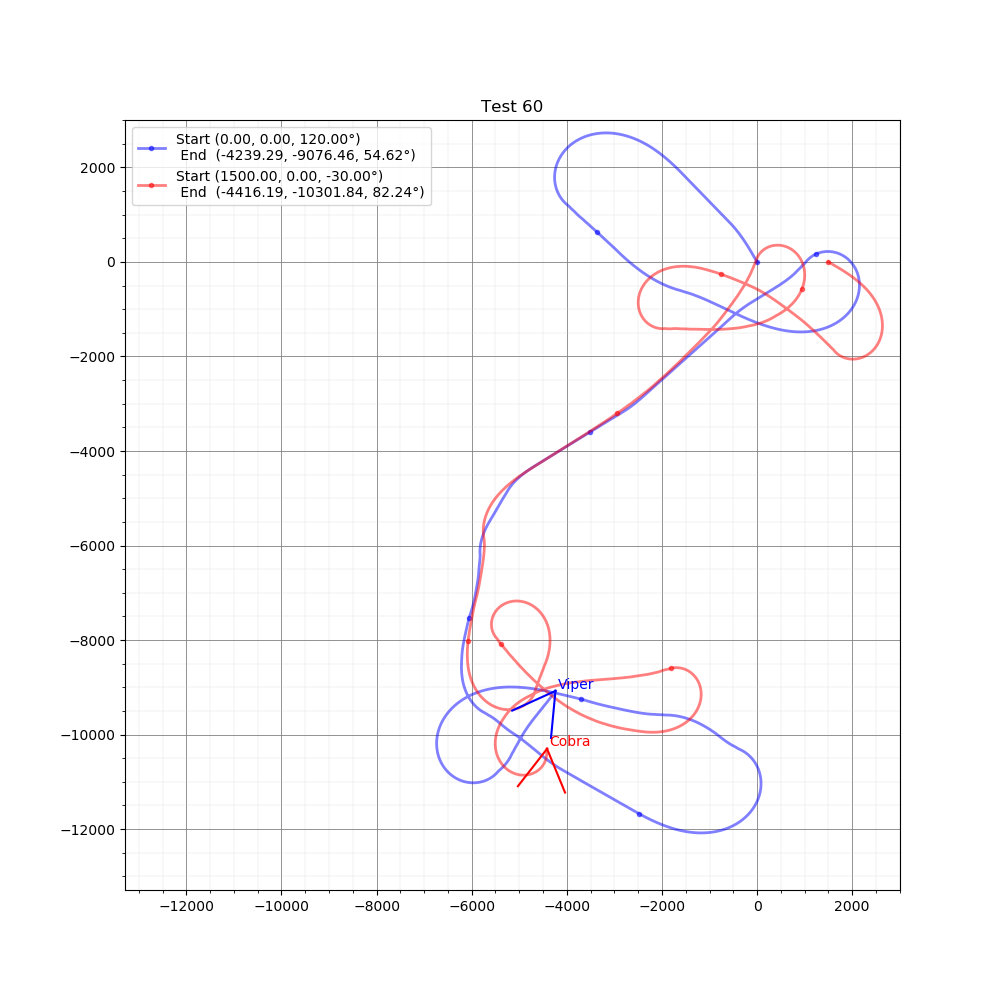 Test 60
Start (0.00, 0.00, 120.00°)
End (-4239.29, -9076.46, 54.62°)
Start (1500.00, 0.00, -30.00°)
End (-4416.19, -10301.84, 82.24°)
2000
0
−2000
−4000
−6000
−8000
−10000
−12000
Viper
Cobra
−12000 −10000 −8000 −6000 −4000 −2000 0 2000